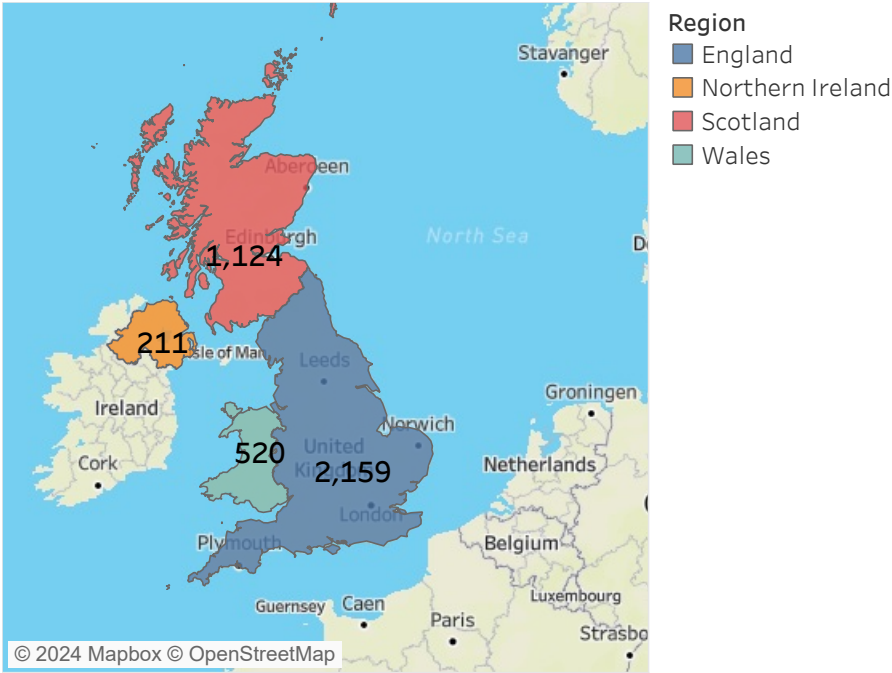 Region
England
Northern Ireland
Scotland
Wales
Stavanger
Aberdeen
North Sea
Edinburgh
1,124
211
Isle of Man
Leeds
Ireland
Groningen
Norwich
United
Kingdom
520
2,159
Cork
Netherlands
London
Plymouth
Belgium
Luxembourg
Guernsey
Caen
Paris
© 2024 Mapbox © OpenStreetMap